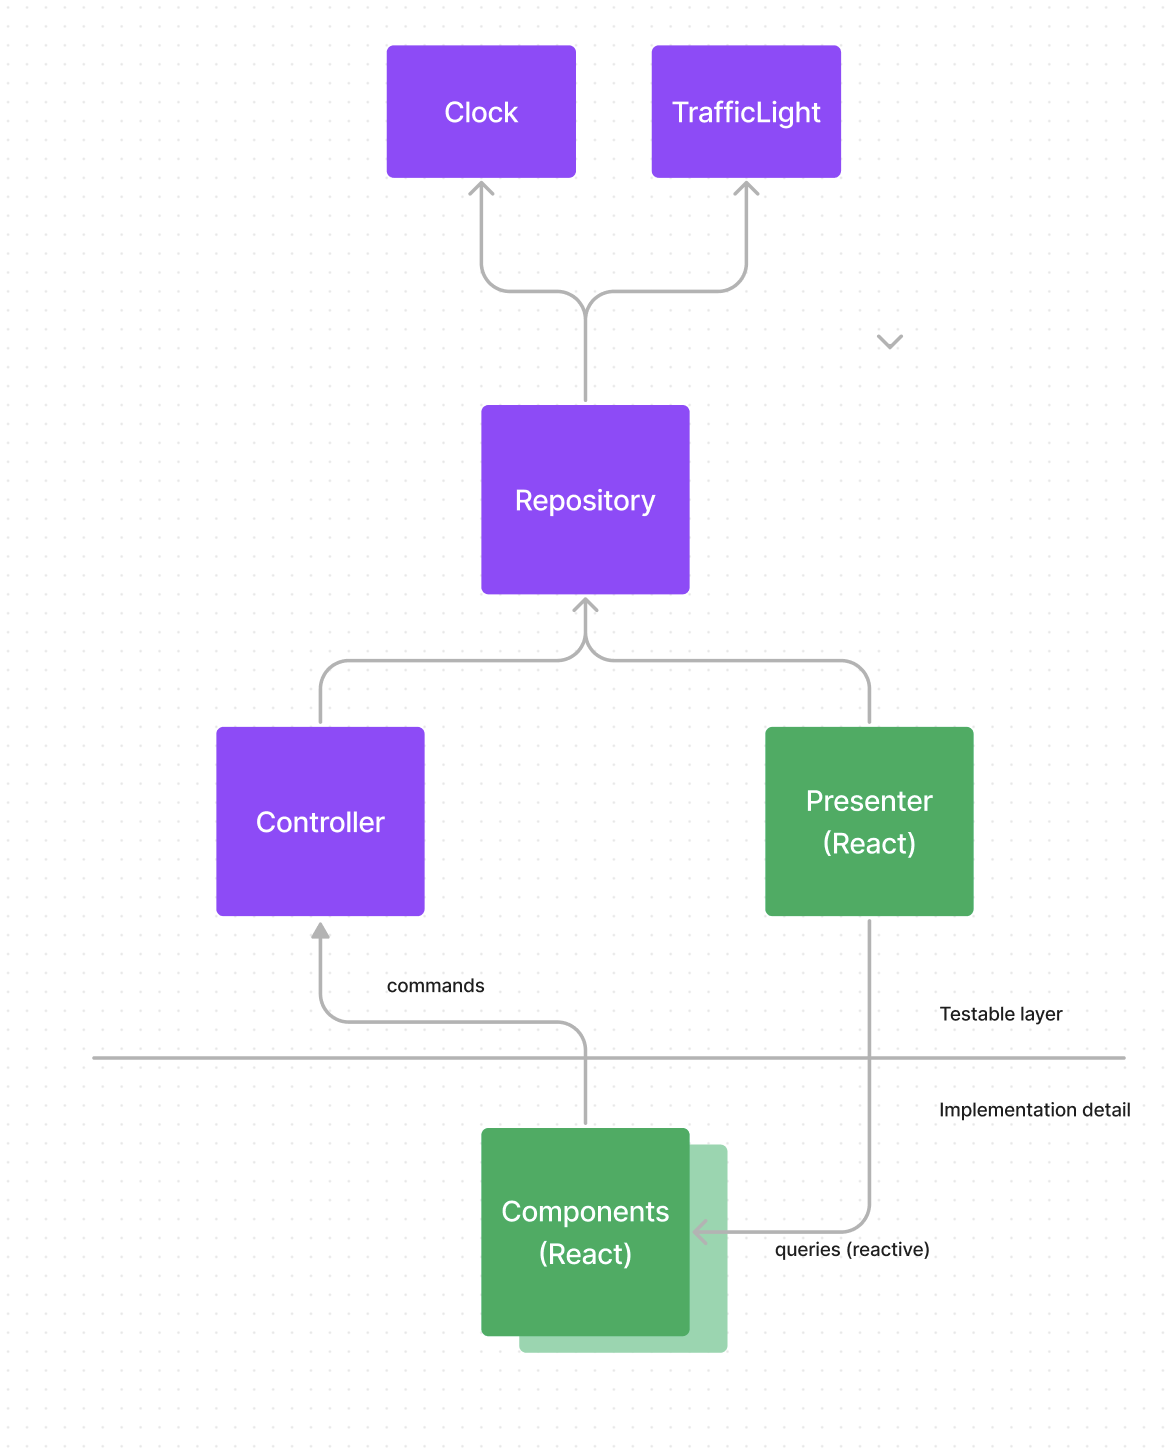 Clock
TrafficLight
Repository
Controller
Presenter
(React)
commands
Testable layer
Implementation detail
Components
(React)
queries (reactive)